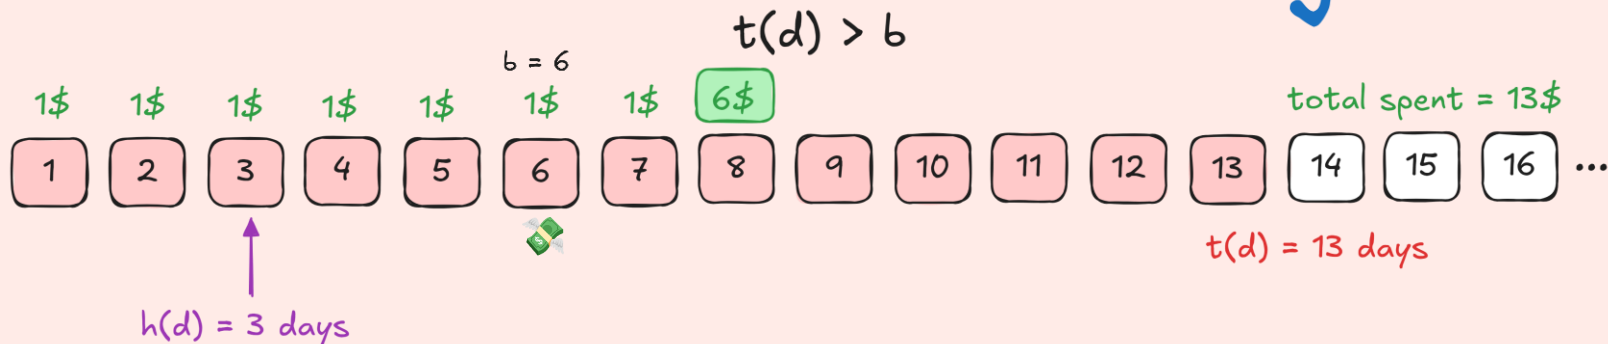 t(d) > b
b = 6
1$ 1$ 1$ 1$ 1$ 1$ 1$ 6$ total spent = 13$
1 2 3 4 5 6 7 8 9 10 11 12 13 14 15 16 ...
t(d) = 13 days
h(d) = 3 days